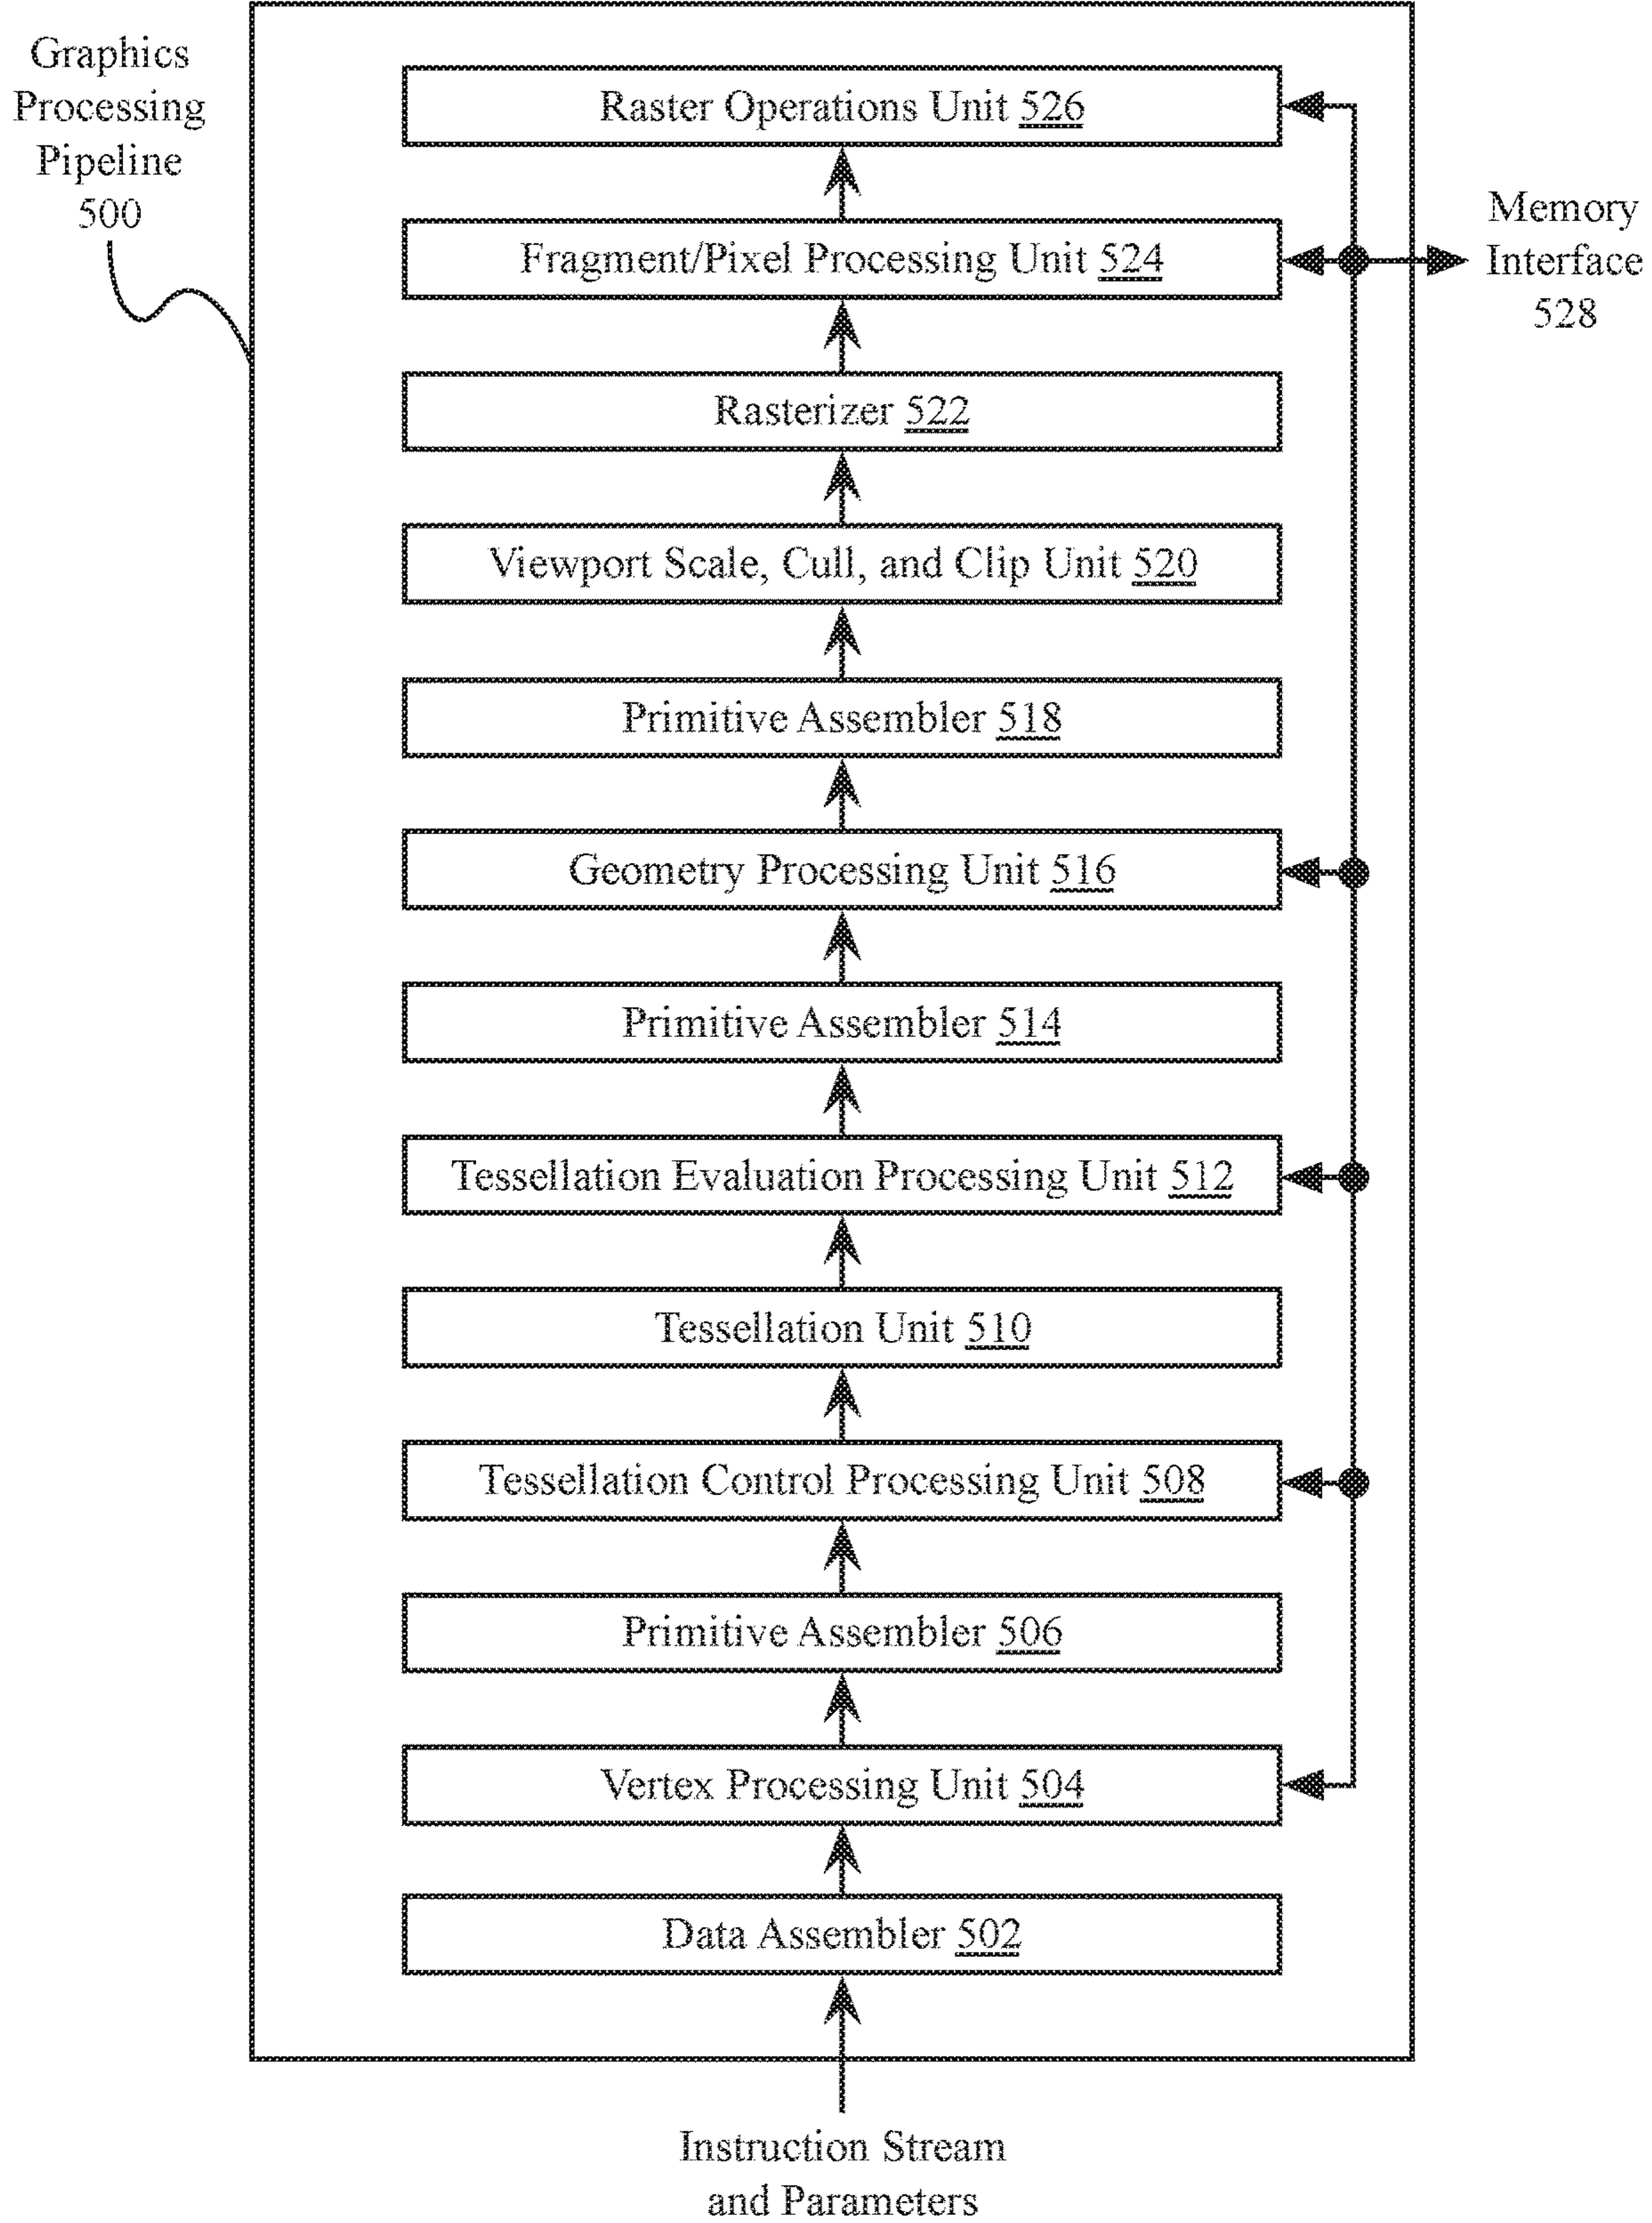 Graphics
Processing
Pipeline
500
Raster Operations Unit 526
Fragment/Pixel Processing Unit 524
Memory
Interface
528
Rasterizer 522
Viewport Scale, Cull, and Clip Unit 520
Primitive Assembler 518
Geometry Processing Unit 516
Primitive Assembler 514
Tessellation Evaluation Processing Unit 512
Tessellation Unit 510
Tessellation Control Processing Unit 508
Primitive Assembler 506
Vertex Processing Unit 504
Data Assembler 502
Instruction Stream
and Parameters